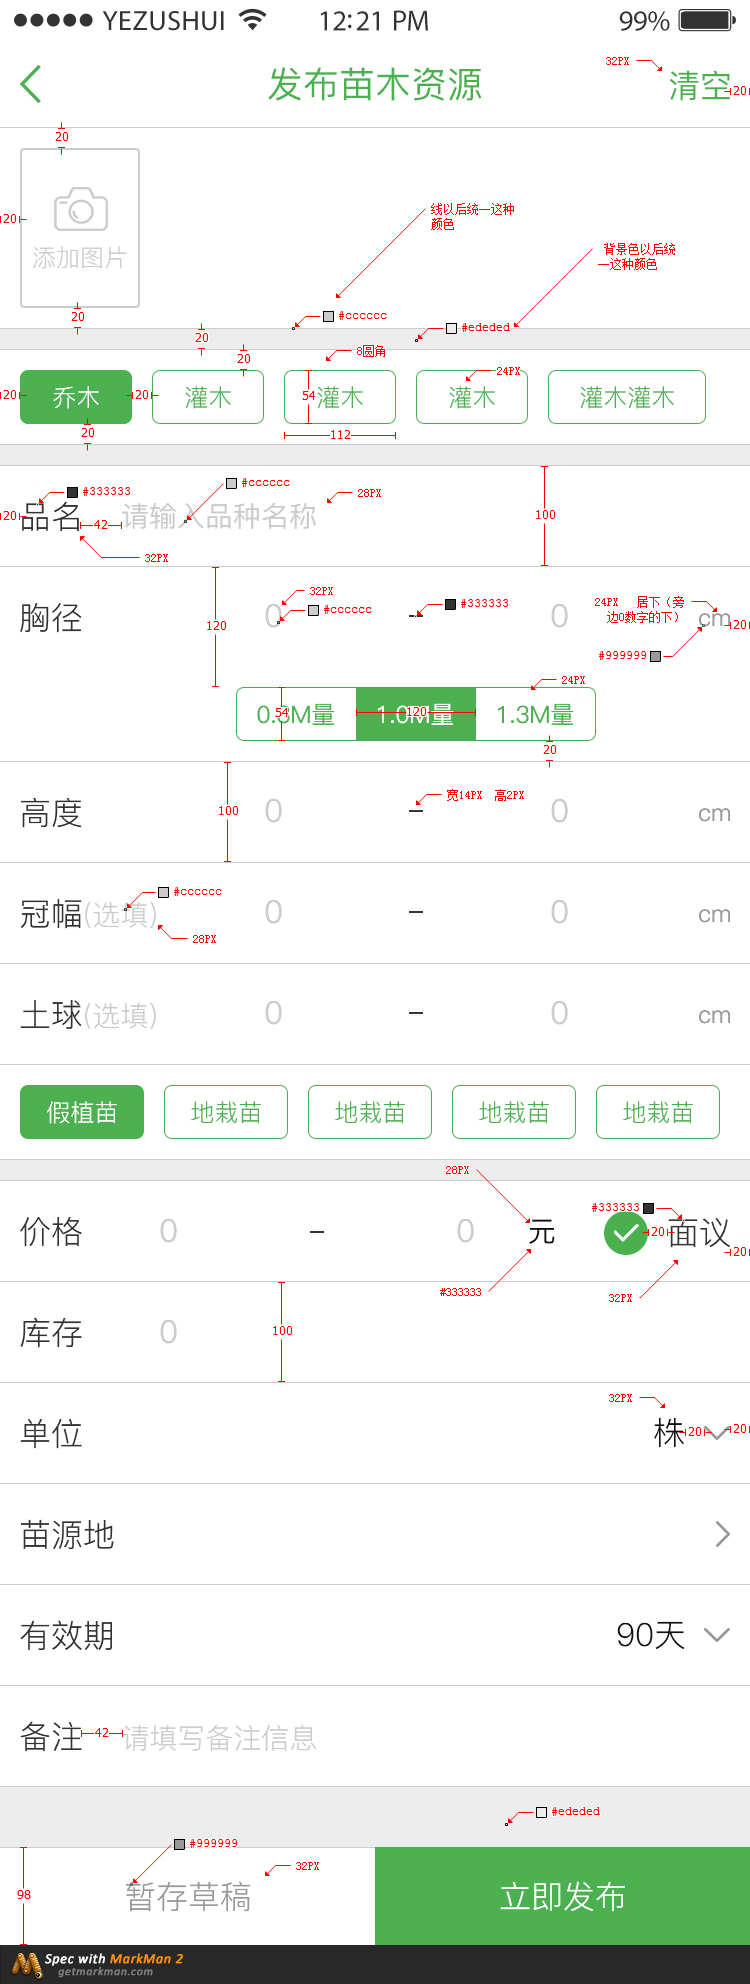 YEZUSHUI 12:21 PM 99%
发布苗木资源 32PX 清空 20
20
20
添加图片
线以后统一这种
颜色
背景色以后统
一这种颜色
20 #cccccc #ededed
20
20 8圆角
20 乔木 20 灌木 54 灌木 24PX 灌木 灌木灌木
20 112
#333333 #cccccc 28PX
20 品名 42 请输入品种名称 100
32PX
胸径 120 0 32PX #cccccc #333333 0 24PX 居下（旁
边0数字的下） cm 20
#999999
24PX
0.3M量 54 1.0M量 120 1.3M量
20
高度 100 0 宽14PX 高2PX 0 cm
#cccccc
冠幅(选填) 0 0 cm
28PX
土球(选填) 0 0 cm
假植苗 地栽苗 地栽苗 地栽苗 地栽苗
28PX
#333333
价格 0 0 元 20 面议 20
#333333 32PX
库存 0 100
32PX
单位 株 20 20
苗源地
有效期 90天
备注 42 请填写备注信息
#ededed
#999999
98 暂存草稿 32PX 立即发布
Spec with MarkMan 2
getmarkman.com